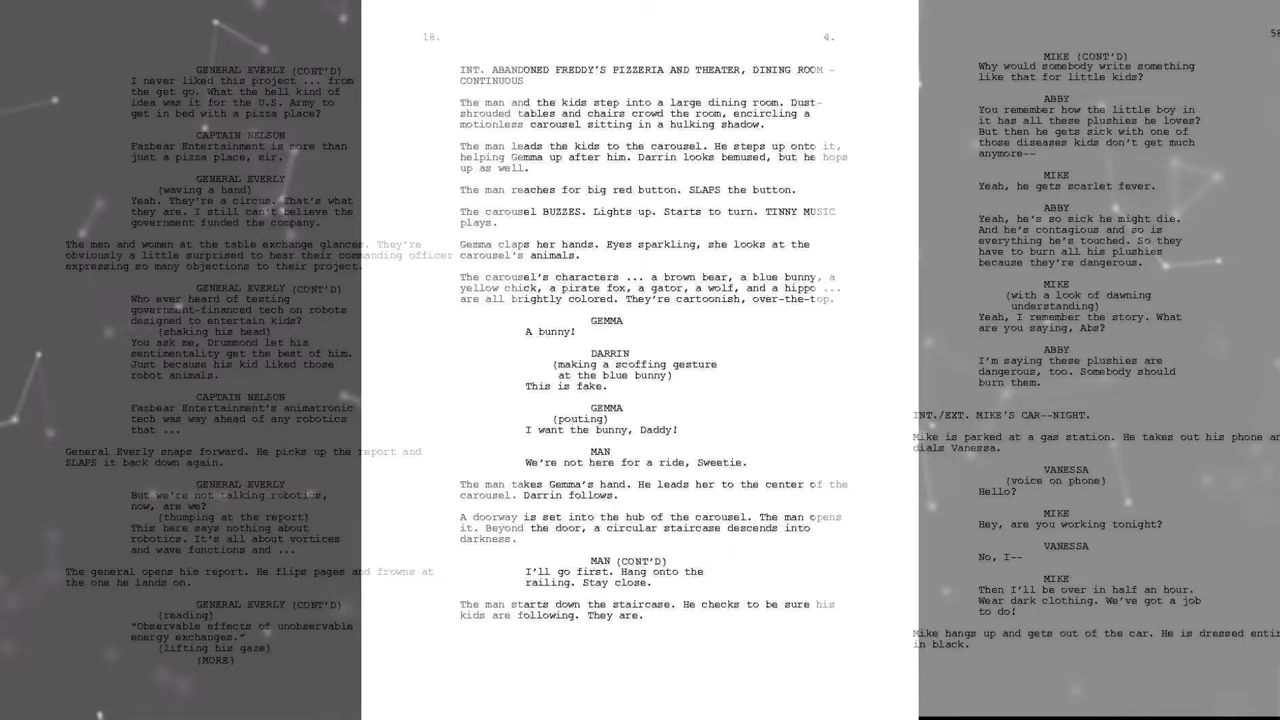 GENERAL EVERLY (CONT'D)
I never liked this project ... from
the get go. What the hell kind of
idea was it for the U.S. Army to
get in bed with a pizza place?
CAPTAIN NELSON
Fazbear Entertainment is more than
just a pizza place, sir.
GENERAL EVERLY
(waving a hand)
Yeah. They're a circus. That's what
they are. I still can't believe the
government funded the company.
The men and women at the table exchange glances. They're
obviously a little surprised to hear their commanding officer
expressing so many objections to their project.
GENERAL EVERLY (CONT'D)
Who ever heard of testing
government-financed tech on robots
designed to entertain kids?
(shaking his head)
You ask me, Drummond let his
sentimentality get the best of him.
Just because his kid liked those
robot animals.
CAPTAIN NELSON
Fazbear Entertainment's animatronic
tech was way ahead of any robotics
that ...
General Everly snaps forward. He picks up the report and
SLAPS it back down again.
GENERAL EVERLY
But we're not talking robotics,
now, are we?
(thumping at the report)
This here says nothing about
robotics. It's all about vortices
and wave functions and ...
The general opens his report. He flips pages and frowns at
the one he lands on.
GENERAL EVERLY (CONT'D)
(reading)
"Observable effects of unobservable
energy exchanges."
(lifting his gaze)
(MORE)
18.
4.
INT. ABANDONED FREDDY'S PIZZERIA AND THEATER, DINING ROOM -
CONTINUOUS
The man and the kids step into a large dining room. Dust-
shrouded tables and chairs crowd the room, encircling a
motionless carousel sitting in a hulking shadow.
The man leads the kids to the carousel. He steps up onto it,
helping Gemma up after him. Darrin looks bemused, but he hops
up as well.
The man reaches for big red button. SLAPS the button.
The carousel BUZZES. Lights up. Starts to turn. TINNY MUSIC
plays.
Gemma claps her hands. Eyes sparkling, she looks at the
carousel's animals.
The carousel's characters ... a brown bear, a blue bunny, a
yellow chick, a pirate fox, a gator, a wolf, and a hippo ...
are all brightly colored. They're cartoonish, over-the-top.
GEMMA
A bunny!
DARRIN
(making a scoffing gesture
at the blue bunny)
This is fake.
GEMMA
(pouting)
I want the bunny, Daddy!
MAN
We're not here for a ride, Sweetie.
The man takes Gemma's hand. He leads her to the center of the
carousel. Darrin follows.
A doorway is set into the hub of the carousel. The man opens
it. Beyond the door, a circular staircase descends into
darkness.
MAN (CONT'D)
I'll go first. Hang onto the
railing. Stay close.
The man starts down the staircase. He checks to be sure his
kids are following. They are.
58
MIKE (CONT'D)
Why would somebody write something
like that for little kids?
ABBY
You remember how the little boy in
it has all these plushies he loves?
But then he gets sick with one of
those diseases kids don't get much
anymore--
MIKE
Yeah, he gets scarlet fever.
ABBY
Yeah, he's so sick he might die.
And he's contagious and so is
everything he's touched. So they
have to burn all his plushies
because they're dangerous.
MIKE
(with a look of dawning
understanding)
Yeah, I remember the story. What
are you saying, Abs?
ABBY
I'm saying these plushies are
dangerous, too. Somebody should
burn them.
INT./EXT. MIKE'S CAR--NIGHT.
Mike is parked at a gas station. He takes out his phone an
dials Vanessa.
VANESSA
(voice on phone)
Hello?
MIKE
Hey, are you working tonight?
VANESSA
No, I--
MIKE
Then I'll be over in half an hour.
Wear dark clothing. We've got a job
to do!
Mike hangs up and gets out of the car. He is dressed entir
in black.